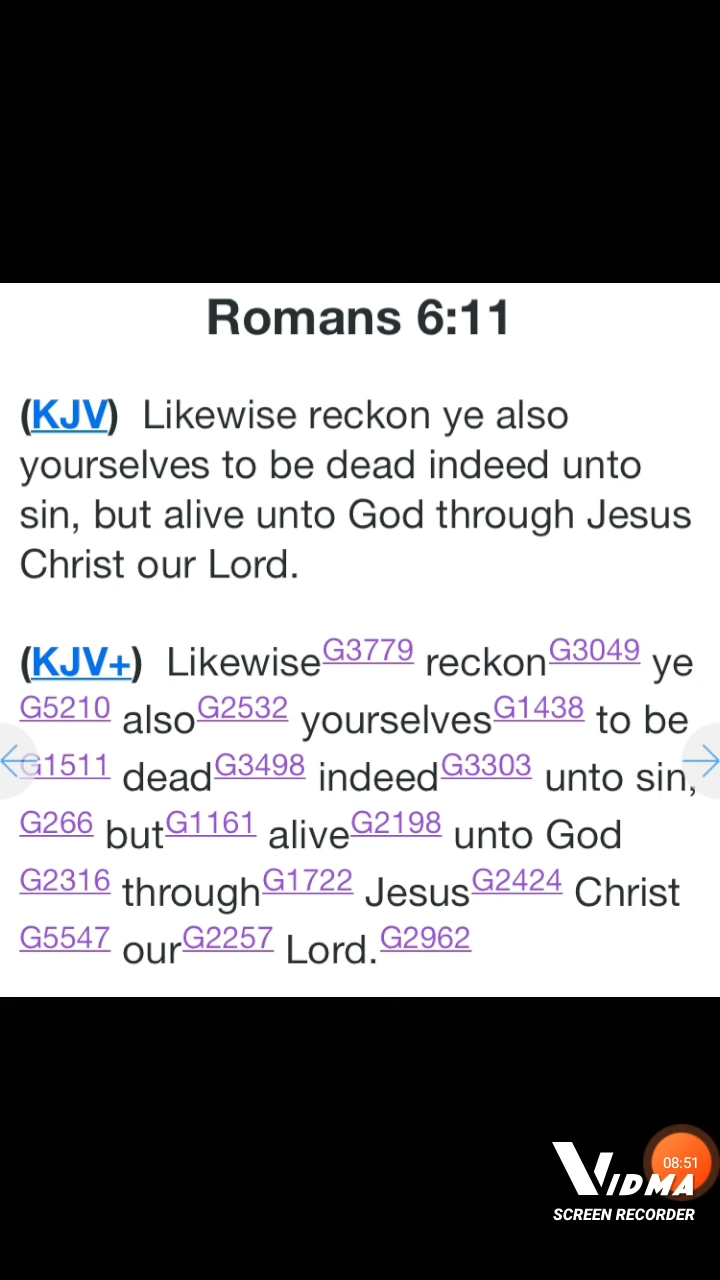 Romans 6:11
(KJV) Likewise reckon ye also
yourselves to be dead indeed unto
sin, but alive unto God through Jesus
Christ our Lord.
(KJV+) LikewiseG3779 reckonG3049 ye
G5210 alsoG2532 yourselvesG1438 to be
G1511 deadG3498 indeedG3303 unto sin,
G266 butG1161 aliveG2198 unto God
G2316 throughG1722 JesusG2424 Christ
G5547 ourG2257 Lord.G2962
08:51
VIDMA
SCREEN RECORDER